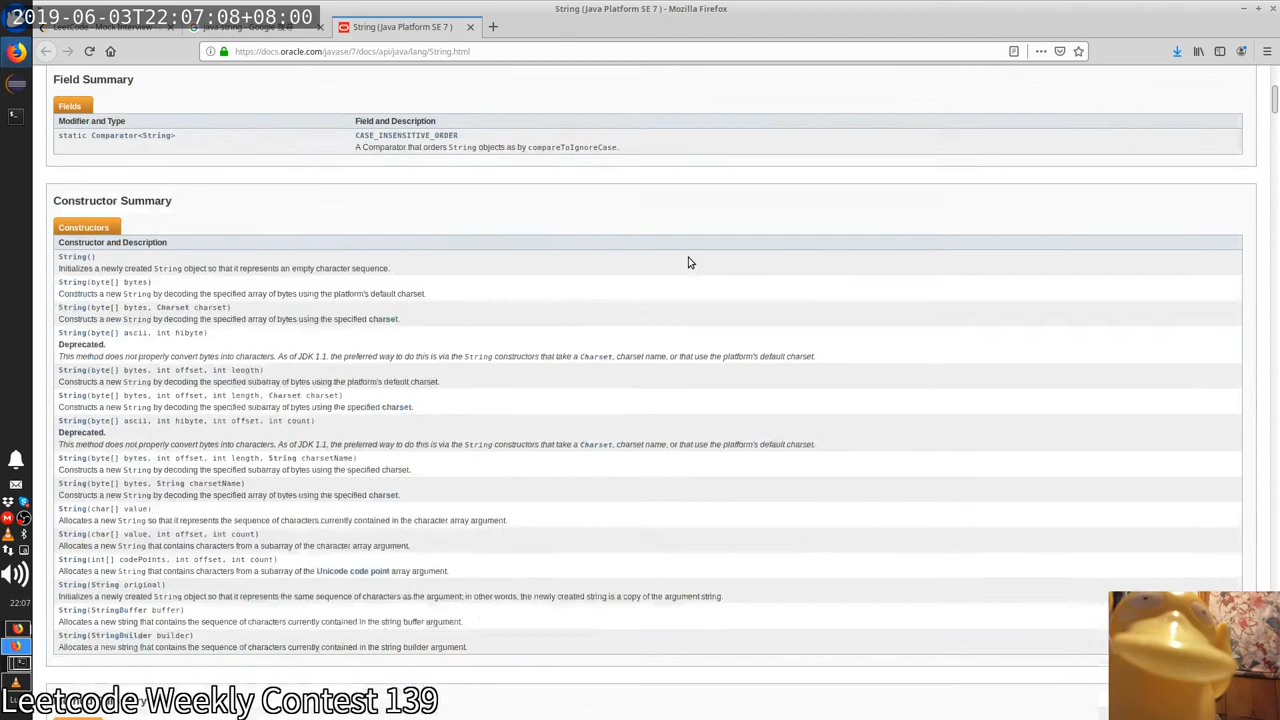 String (Java Platform SE 7 ) - Mozilla Firefox
2019-06-03T22:07:08+08:00
LeetCode - Mock Interview
String (Java Platform SE 7 )
https://docs.oracle.com/javase/7/docs/api/java/lang/String.html
Field Summary
Fields
Modifier and Type Field and Description
static Comparator<String> CASE_INSENSITIVE_ORDER
A Comparator that orders String objects as by compareToIgnoreCase.
Constructor Summary
Constructors
Constructor and Description
String()
Initializes a newly created String object so that it represents an empty character sequence.
String(byte[] bytes)
Constructs a new String by decoding the specified array of bytes using the platform's default charset.
String(byte[] bytes, Charset charset)
Constructs a new String by decoding the specified array of bytes using the specified charset.
String(byte[] ascii, int hibyte)
Deprecated.
This method does not properly convert bytes into characters. As of JDK 1.1, the preferred way to do this is via the String constructors that take a Charset, charset name, or that use the platform's default charset.
String(byte[] bytes, int offset, int length)
Constructs a new String by decoding the specified subarray of bytes using the platform's default charset.
String(byte[] bytes, int offset, int length, Charset charset)
Constructs a new String by decoding the specified subarray of bytes using the specified charset.
String(byte[] ascii, int hibyte, int offset, int count)
Deprecated.
This method does not properly convert bytes into characters. As of JDK 1.1, the preferred way to do this is via the String constructors that take a Charset, charset name, or that use the platform's default charset.
String(byte[] bytes, int offset, int length, String charsetName)
Constructs a new String by decoding the specified subarray of bytes using the specified charset.
String(byte[] bytes, String charsetName)
Constructs a new String by decoding the specified array of bytes using the specified charset.
String(char[] value)
Allocates a new String so that it represents the sequence of characters currently contained in the character array argument.
String(char[] value, int offset, int count)
Allocates a new String that contains characters from a subarray of the character array argument.
String(int[] codePoints, int offset, int count)
Allocates a new String that contains characters from a subarray of the Unicode code point array argument.
String(String original)
Initializes a newly created String object so that it represents the same sequence of characters as the argument; in other words, the newly created string is a copy of the argument string.
String(StringBuffer buffer)
Allocates a new string that contains the sequence of characters currently contained in the string buffer argument.
String(StringBuilder builder)
Allocates a new string that contains the sequence of characters currently contained in the string builder argument.
22:07
Leetcode Weekly Contest 139